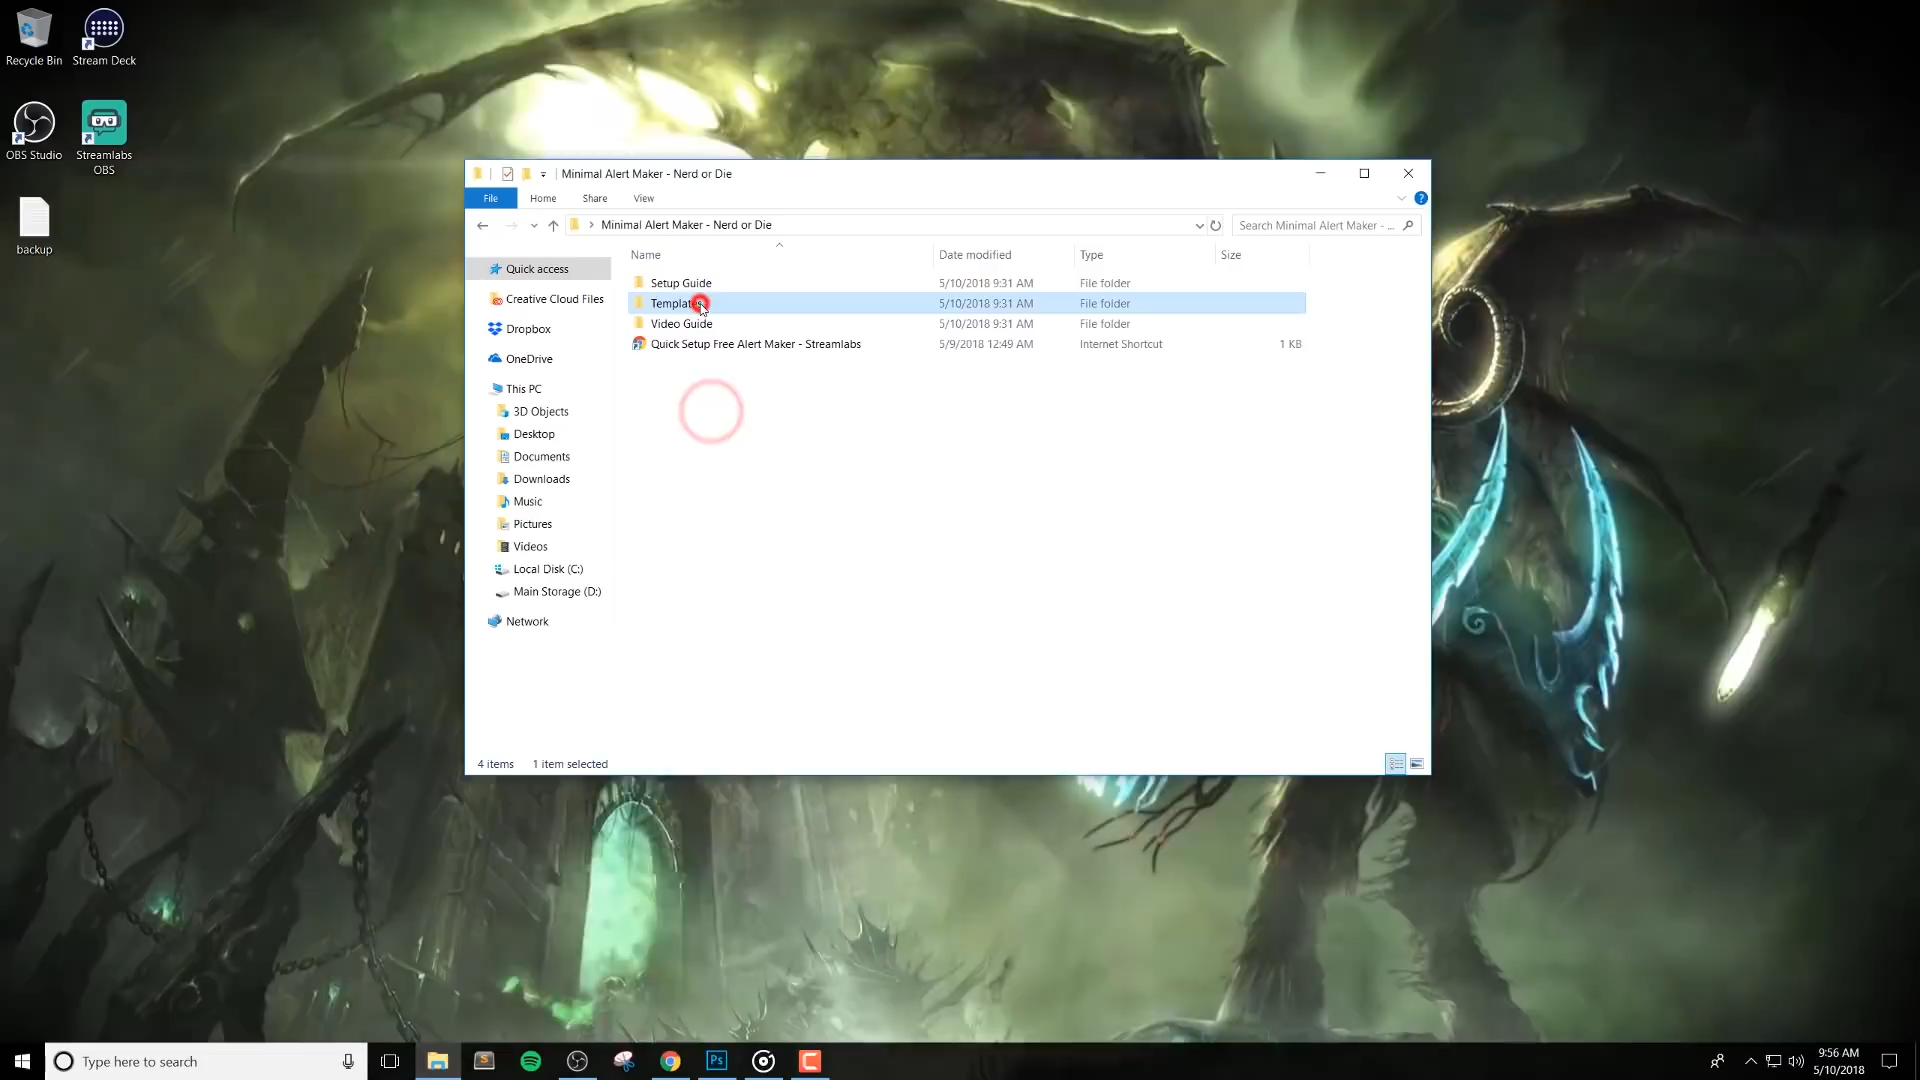 Recycle Bin
Stream Deck
OBS Studio
Streamlabs
OBS
backup
Minimal Alert Maker - Nerd or Die
File
Home
Share
View
Minimal Alert Maker - Nerd or Die
Search Minimal Alert Maker - ...
Name
Date modified
Type
Size
Quick access
Creative Cloud Files
Dropbox
OneDrive
This PC
3D Objects
Desktop
Documents
Downloads
Music
Pictures
Videos
Local Disk (C:)
Main Storage (D:)
Network
Setup Guide 5/10/2018 9:31 AM File folder
Templates 5/10/2018 9:31 AM File folder
Video Guide 5/10/2018 9:31 AM File folder
Quick Setup Free Alert Maker - Streamlabs 5/9/2018 12:49 AM Internet Shortcut 1 KB
4 items 1 item selected
Type here to search
Ps
9:56 AM
5/10/2018